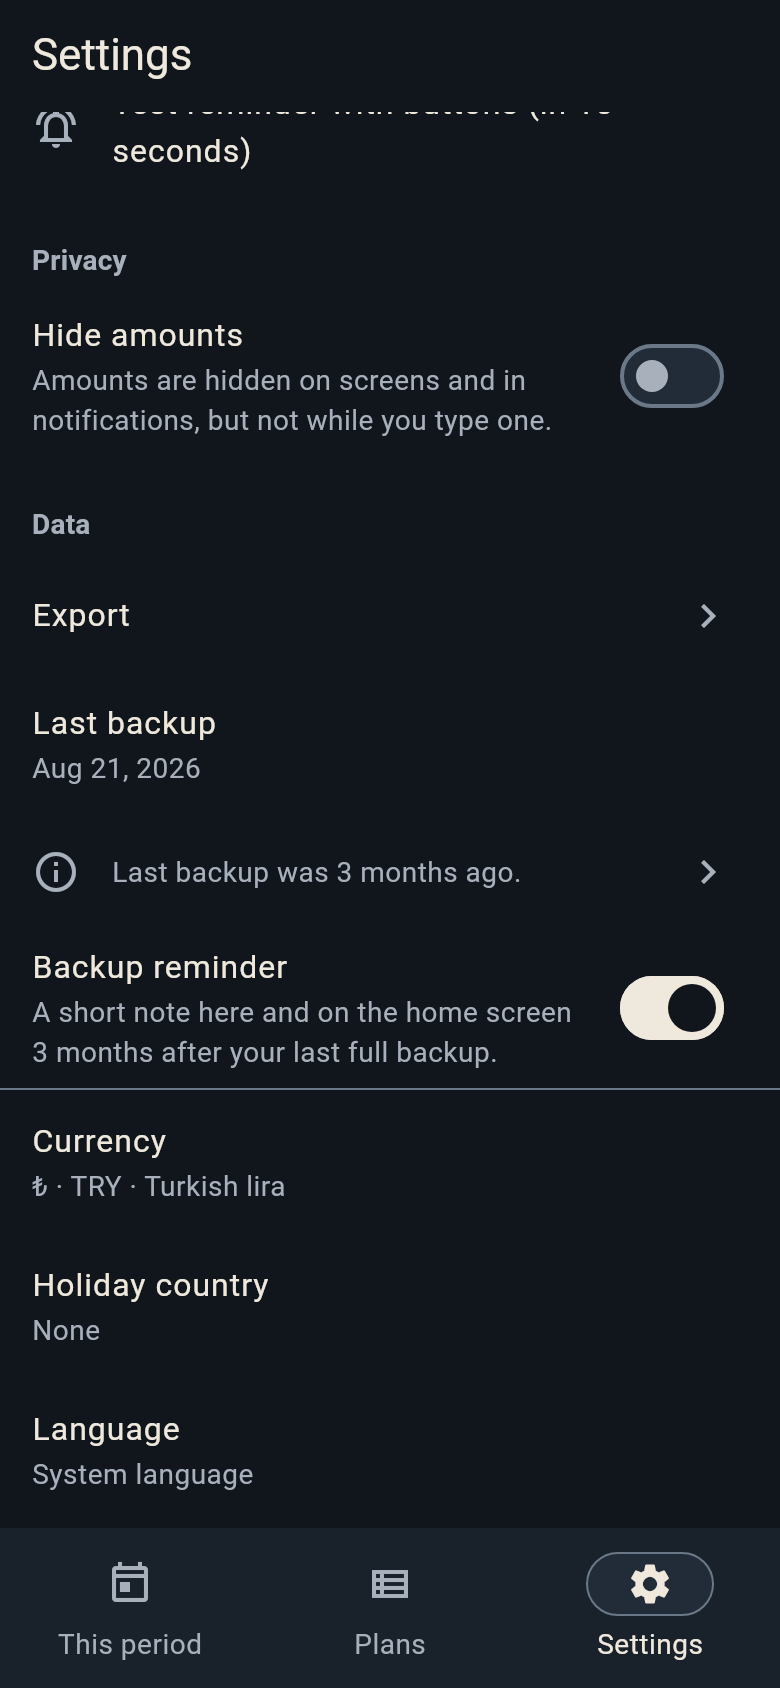 Settings
seconds)
Privacy
Hide amounts
Amounts are hidden on screens and in
notifications, but not while you type one.
Data
Export
Last backup
Aug 21, 2026
Last backup was 3 months ago.
Backup reminder
A short note here and on the home screen
3 months after your last full backup.
Currency
₺ · TRY · Turkish lira
Holiday country
None
Language
System language
This period
Plans
Settings